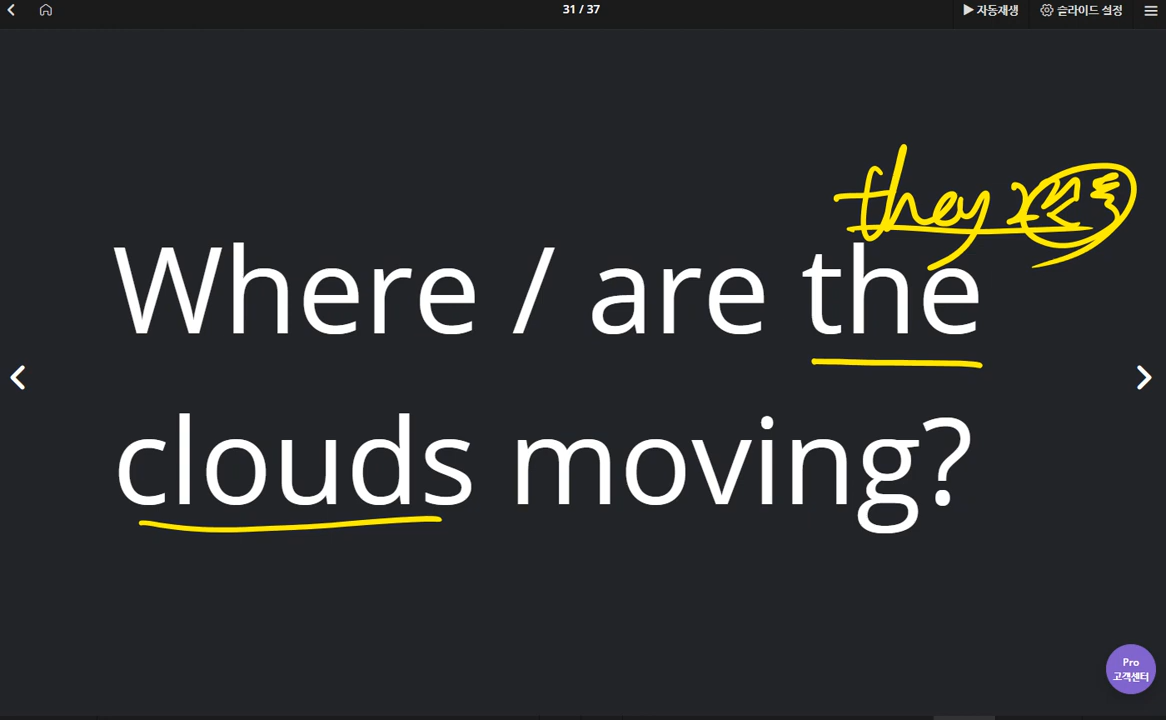 31 / 37
자동재생
슬라이드 설정
they
Where / are the
clouds moving?
Pro
고객센터